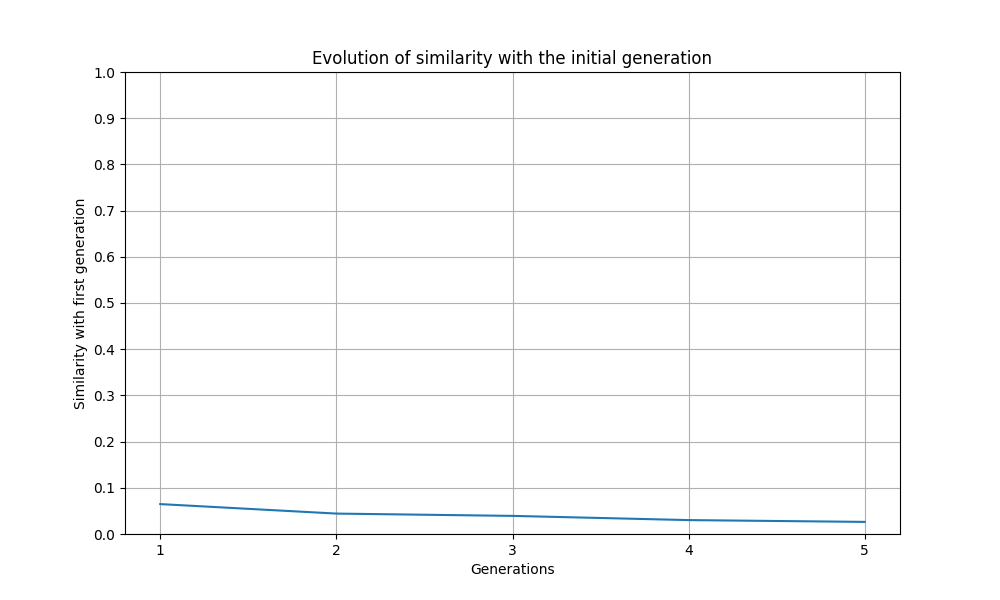 Evolution of similarity with the initial generation
1.0
0.9
0.8
0.7
0.6
0.5
0.4
0.3
0.2
0.1
0.0
Similarity with first generation
1 2 3 4 5
Generations